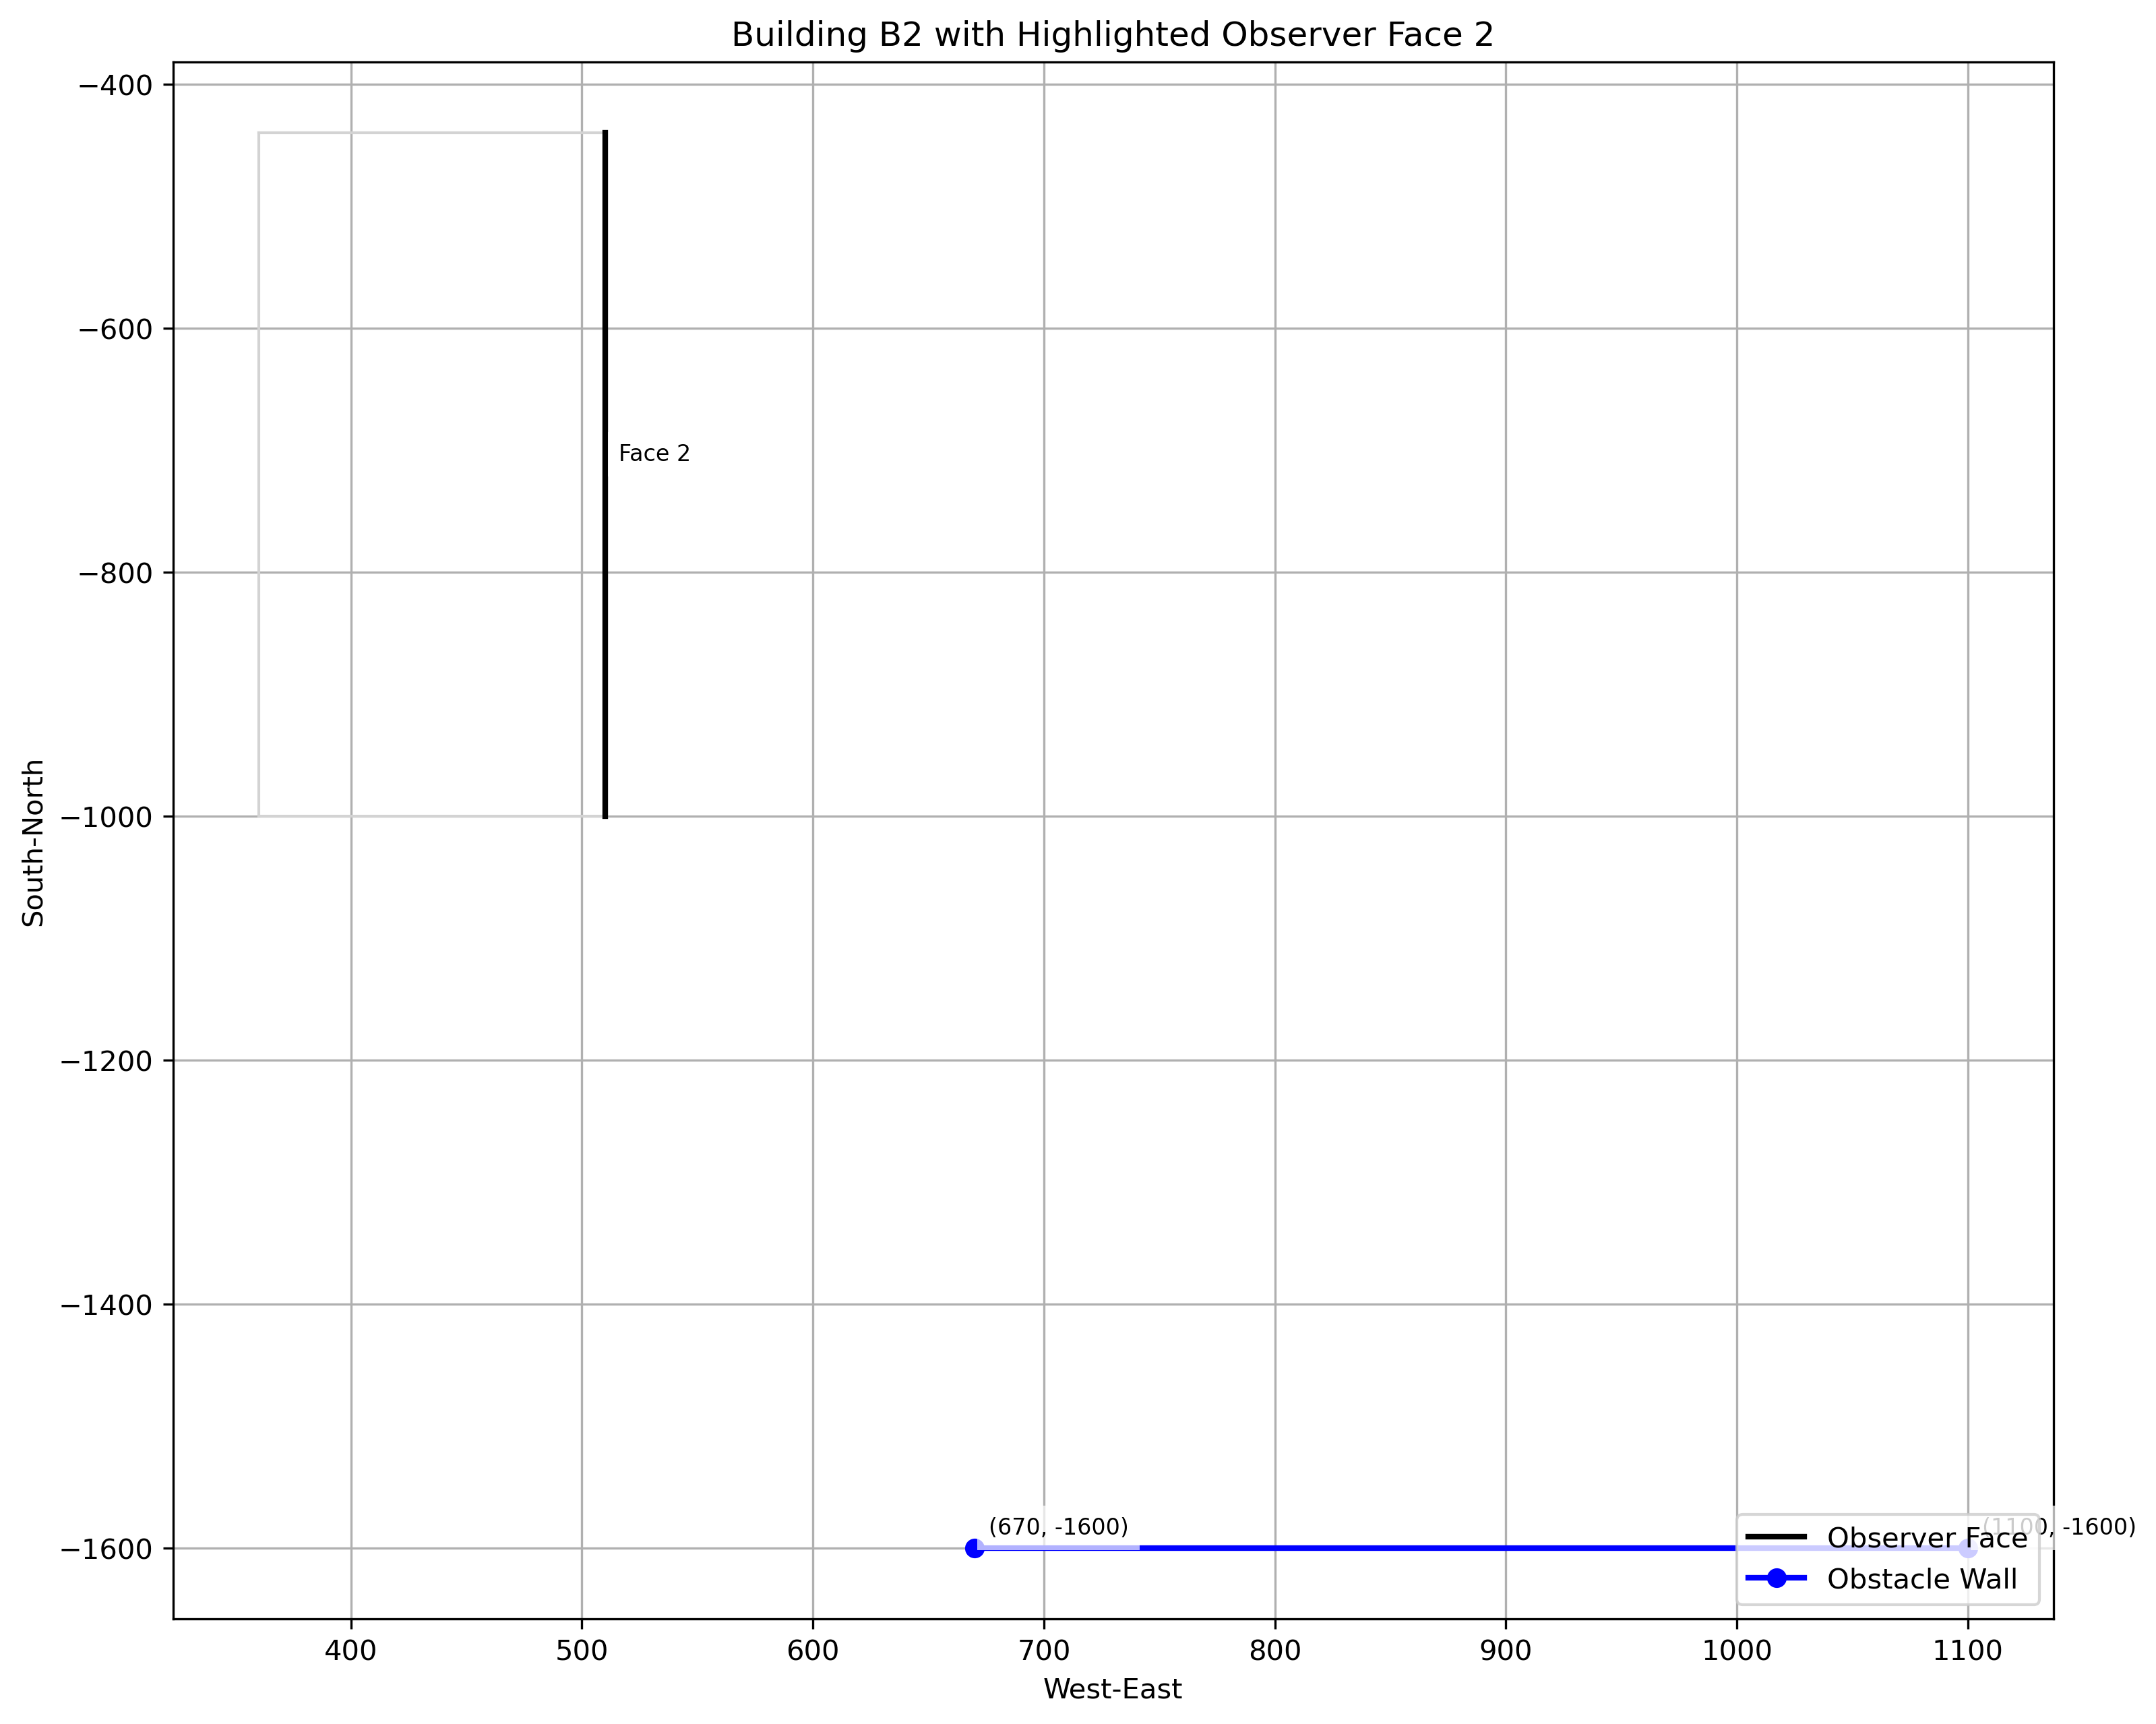 Building B2 with Highlighted Observer Face 2
−400
−600
−800
−1000
−1200
−1400
−1600
South-North
Face 2
(670, -1600)
(1100, -1600)
Observer Face
Obstacle Wall
400
500
600
700
800
900
1000
1100
West-East